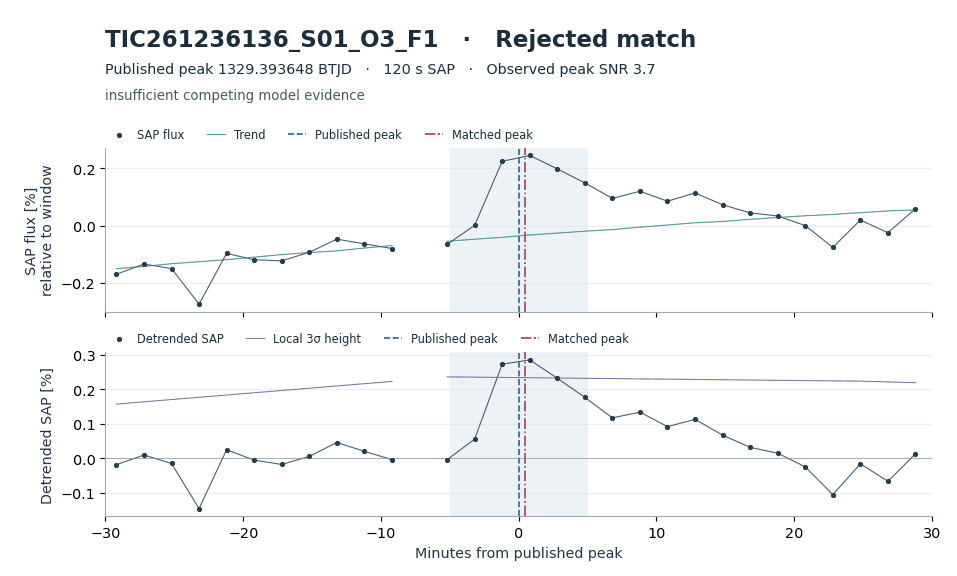 TIC261236136_S01_O3_F1 · Rejected match
Published peak 1329.393648 BTJD · 120 s SAP · Observed peak SNR 3.7
insufficient competing model evidence
SAP flux Trend Published peak Matched peak
SAP flux [%]
relative to window
0.2
0.0
−0.2
Detrended SAP Local 3σ height Published peak Matched peak
Detrended SAP [%]
0.3
0.2
0.1
0.0
−0.1
−30 −20 −10 0 10 20 30
Minutes from published peak